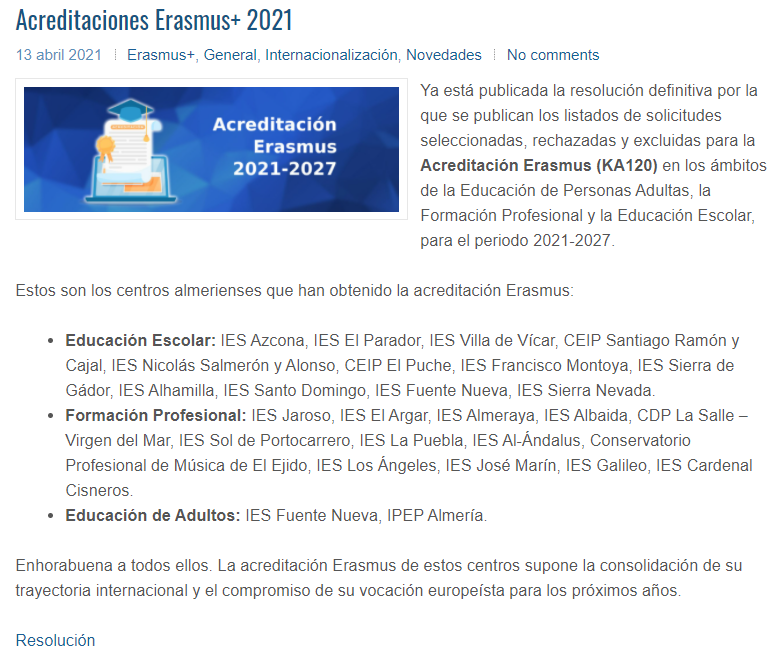 Acreditaciones Erasmus+ 2021
13 abril 2021 | Erasmus+, General, Internacionalización, Novedades | No comments
Acreditación
Erasmus
2021-2027
Ya está publicada la resolución definitiva por la
que se publican los listados de solicitudes
seleccionadas, rechazadas y excluidas para la
Acreditación Erasmus (KA120) en los ámbitos
de la Educación de Personas Adultas, la
Formación Profesional y la Educación Escolar,
para el periodo 2021-2027.
Estos son los centros almerienses que han obtenido la acreditación Erasmus:
• Educación Escolar: IES Azcona, IES El Parador, IES Villa de Vícar, CEIP Santiago Ramón y
Cajal, IES Nicolás Salmerón y Alonso, CEIP El Puche, IES Francisco Montoya, IES Sierra de
Gádor, IES Alhamilla, IES Santo Domingo, IES Fuente Nueva, IES Sierra Nevada.
• Formación Profesional: IES Jaroso, IES El Argar, IES Almeraya, IES Albaida, CDP La Salle –
Virgen del Mar, IES Sol de Portocarrero, IES La Puebla, IES Al-Ándalus, Conservatorio
Profesional de Música de El Ejido, IES Los Ángeles, IES José Marín, IES Galileo, IES Cardenal
Cisneros.
• Educación de Adultos: IES Fuente Nueva, IPEP Almería.
Enhorabuena a todos ellos. La acreditación Erasmus de estos centros supone la consolidación de su
trayectoria internacional y el compromiso de su vocación europeísta para los próximos años.
Resolución